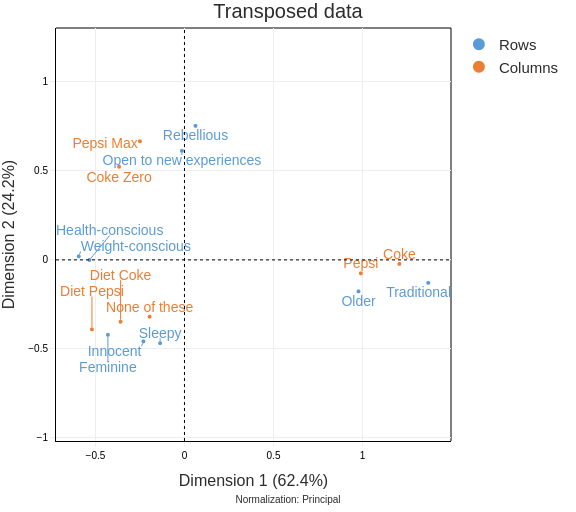 Transposed data
Rows
Columns
1
0.5
0
−0.5
−1
Dimension 2 (24.2%)
Rebellious
Pepsi Max
Open to new experiences
Coke Zero
Health-conscious
Weight-conscious
Coke
Pepsi
Diet Coke
Diet Pepsi
Traditional
Older
None of these
Sleepy
Innocent
Feminine
−0.5
0
0.5
1
Dimension 1 (62.4%)
Normalization: Principal